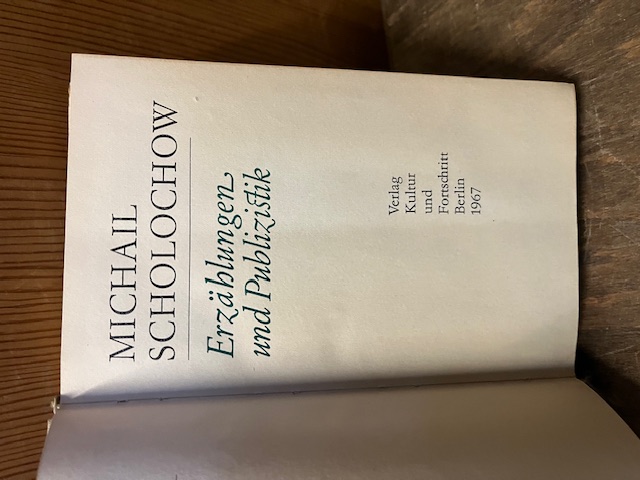 MICHAIL
SCHOLOCHOW
Erzählungen
und Publizistik
Verlag
Kultur
und
Fortschritt
Berlin
1967